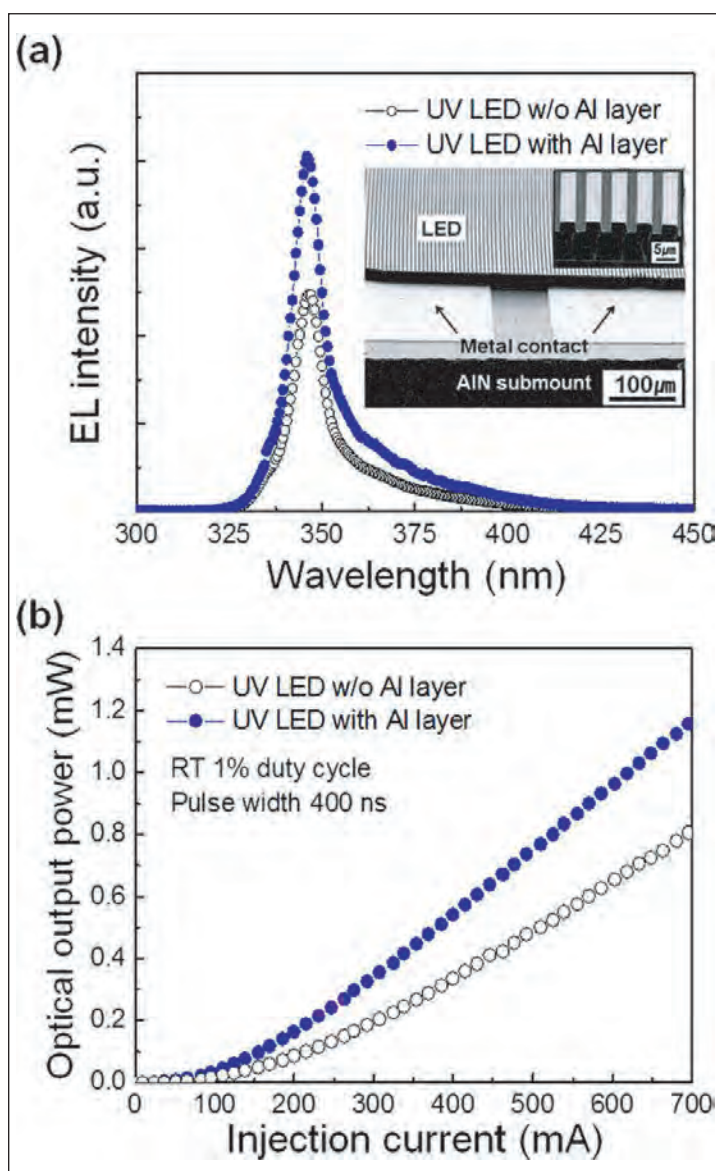 (a)
UV LED w/o Al layer
UV LED with Al layer
LED
5㎛
Metal contact
AlN submount
100㎛
EL intensity (a.u.)
300 325 350 375 400 425 450
Wavelength (nm)
(b)
1.4
1.2
1.0
0.8
0.6
0.4
0.2
0.0
UV LED w/o Al layer
UV LED with Al layer
RT 1% duty cycle
Pulse width 400 ns
Optical output power (mW)
0 100 200 300 400 500 600 700
Injection current (mA)